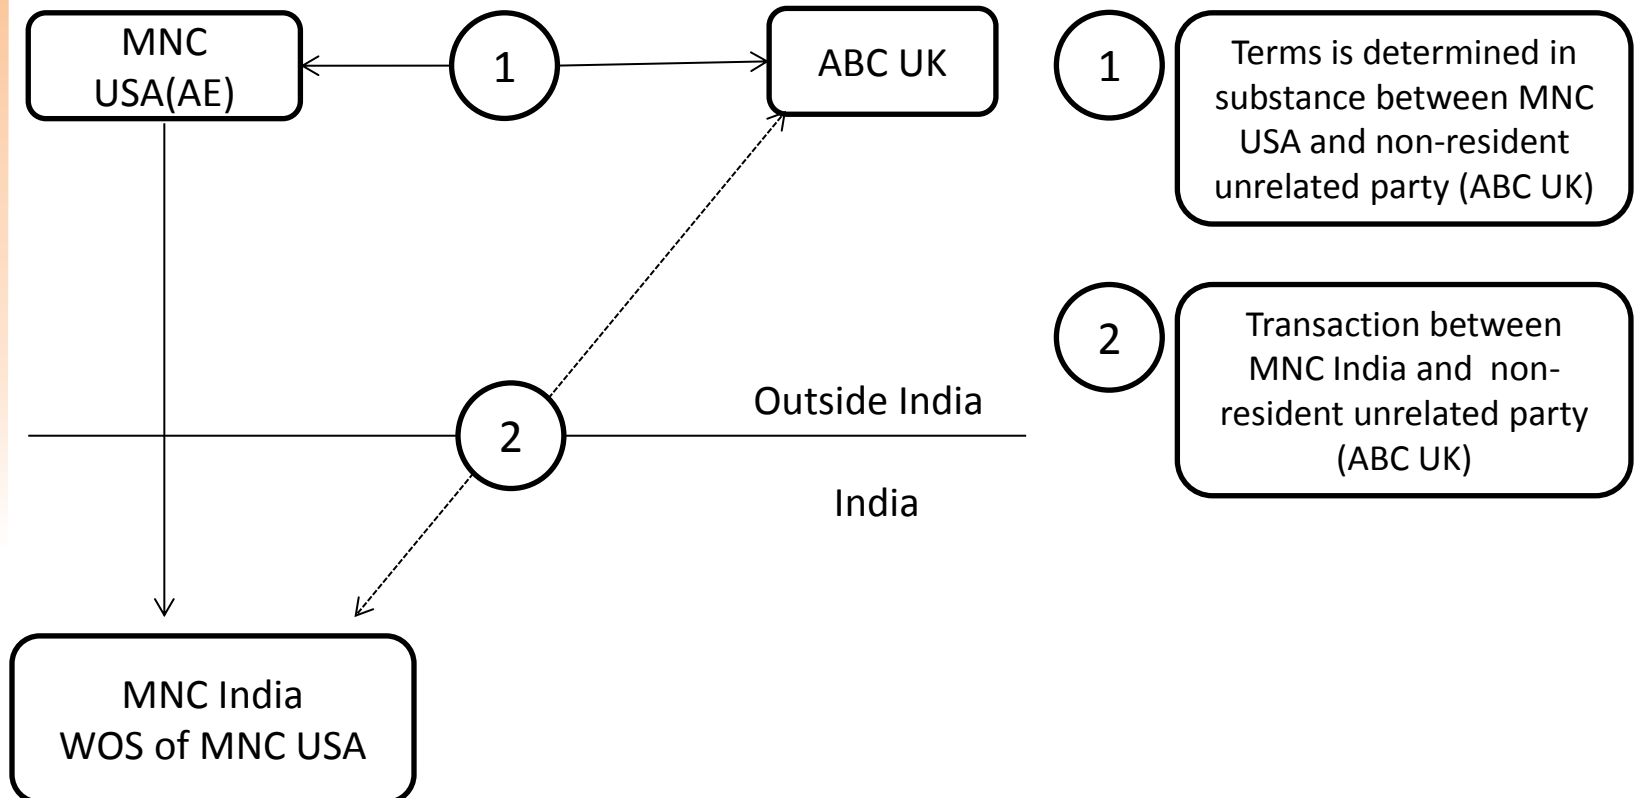 MNC
USA(AE)
1
ABC UK
1
Terms is determined in
substance between MNC
USA and non-resident
unrelated party (ABC UK)
2
Transaction between
MNC India and non-
resident unrelated party
(ABC UK)
Outside India
2
India
MNC India
WOS of MNC USA